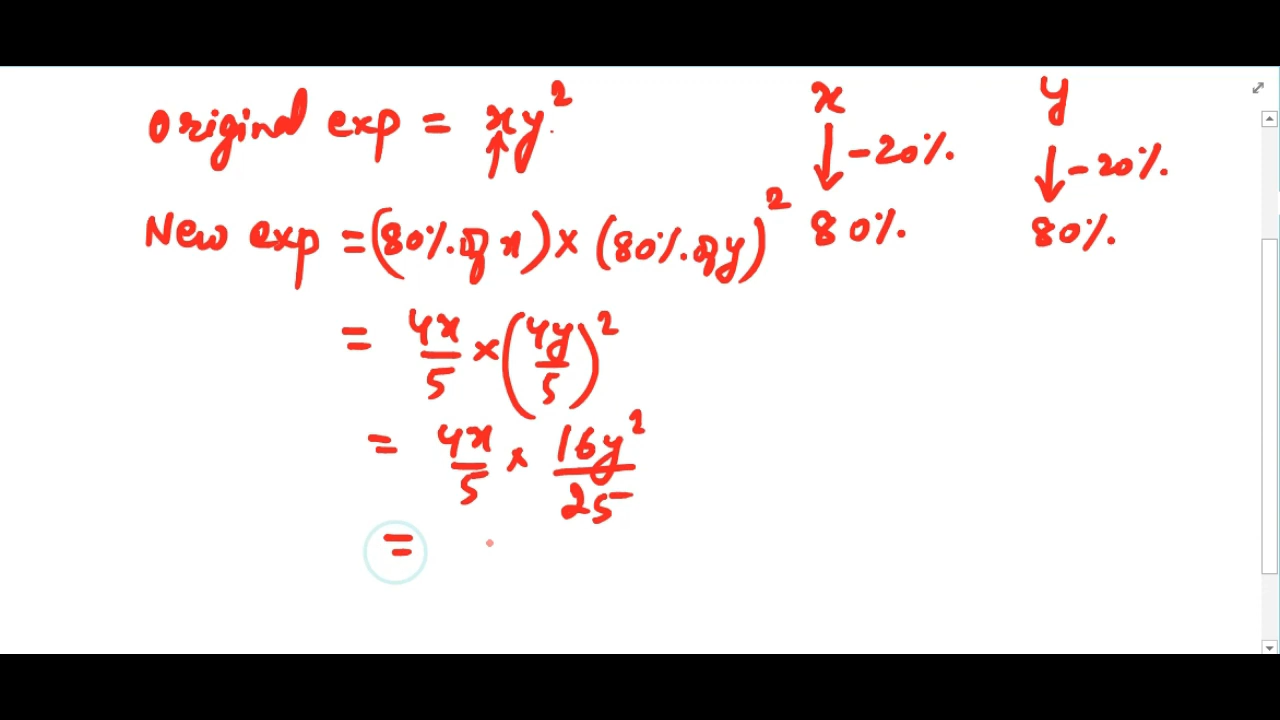 original exp = xy²
x
y
↓ -20%.
↓ -20%.
New exp = (80%. of x) × (80%. of y)²
80%.
80%.
= 4x/5 × (4y/5)²
= 4x/5 × 16y²/25
=